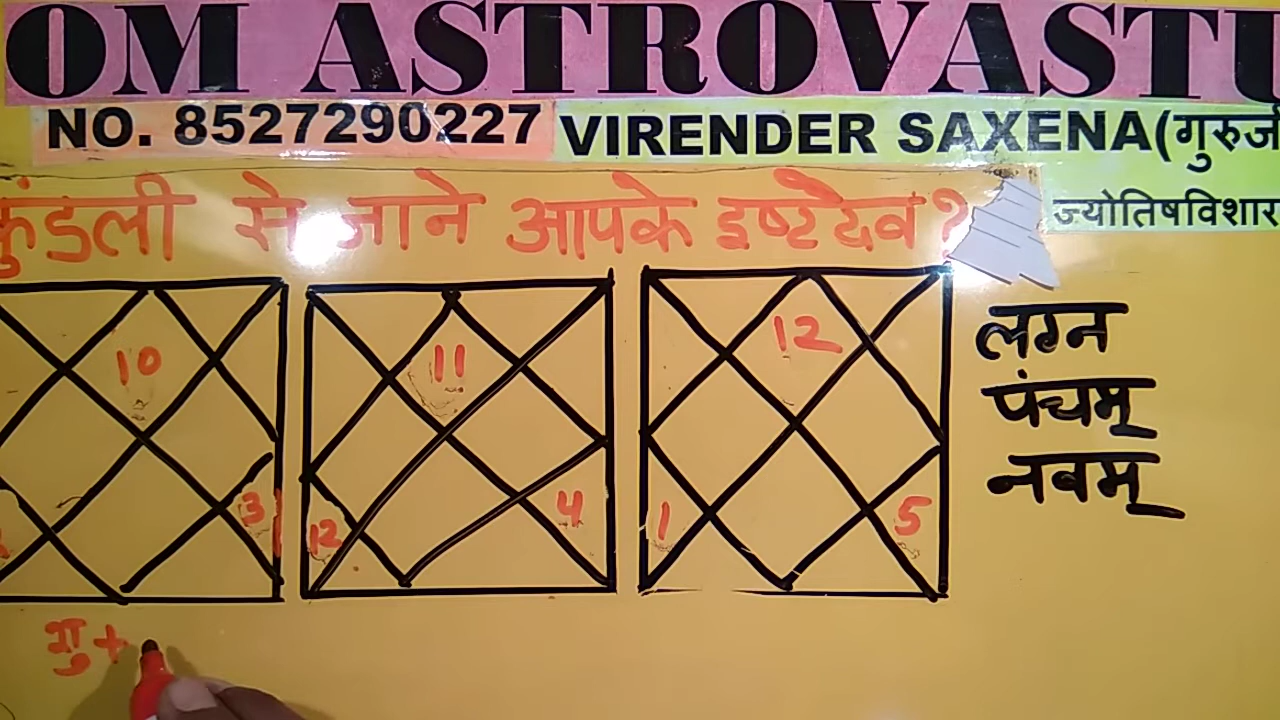 OM ASTROVASTU
NO. 8527290227
VIRENDER SAXENA(गुरुजी
ज्योतिषविशार
कुंडली से जाने आपके इष्टदेव ?
10
3
11
12
4
12
1
5
लग्न
पंचम्
नवम्
गु+